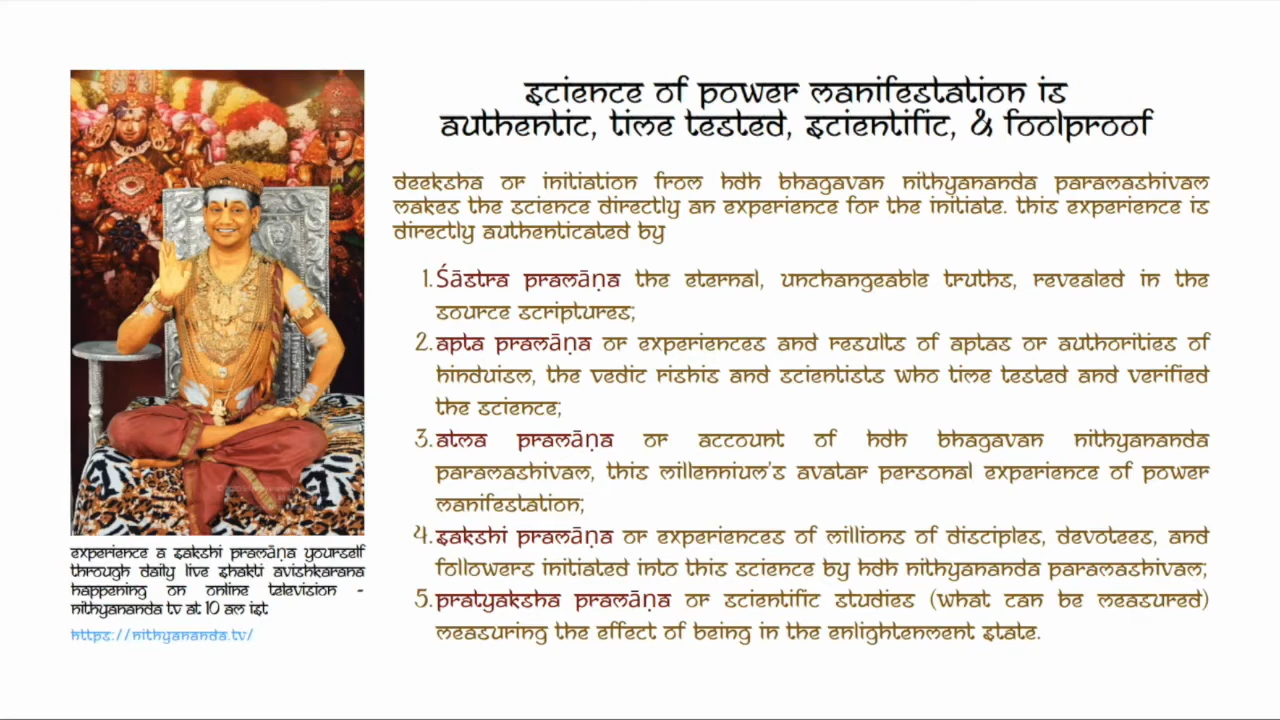 science of power manifestation is
authentic, time tested, scientific, & foolproof
deeksha or initiation from hdh bhagavan nithyananda paramashivam
makes the science directly an experience for the initiate. this experience is
directly authenticated by
1. Śāstra pramāṇa the eternal, unchangeable truths, revealed in the
source scriptures;
2. apta pramāṇa or experiences and results of aptas or authorities of
hinduism, the vedic rishis and scientists who time tested and verified
the science;
3. atma pramāṇa or account of hdh bhagavan nithyananda
paramashivam, this millennium's avatar personal experience of power
manifestation;
4. sakshi pramāṇa or experiences of millions of disciples, devotees, and
followers initiated into this science by hdh nithyananda paramashivam;
5. pratyaksha pramāṇa or scientific studies (what can be measured)
measuring the effect of being in the enlightenment state.
experience a sakshi pramāṇa yourself
through daily live shakti avishkarana
happening on online television -
nithyananda tv at 10 am ist
https://nithyananda.tv/